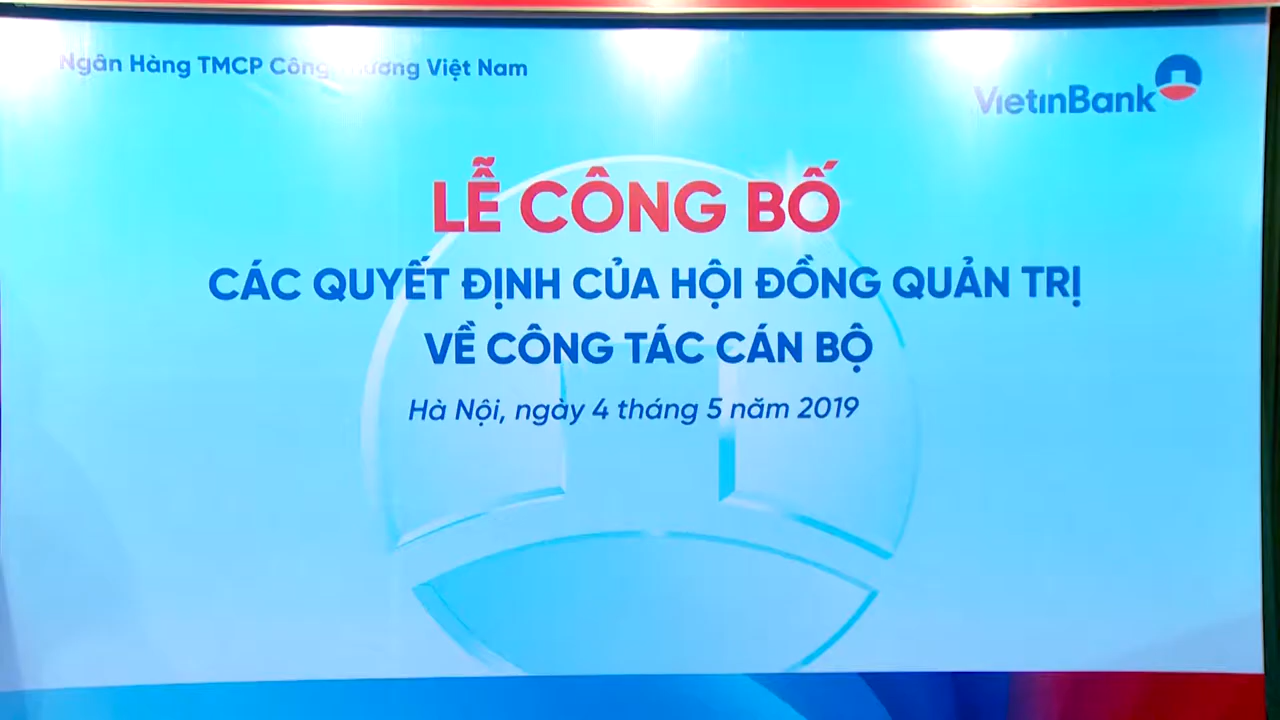 Ngân Hàng TMCP Công Thương Việt Nam
VietinBank
LỄ CÔNG BỐ
CÁC QUYẾT ĐỊNH CỦA HỘI ĐỒNG QUẢN TRỊ
VỀ CÔNG TÁC CÁN BỘ
Hà Nội, ngày 4 tháng 5 năm 2019